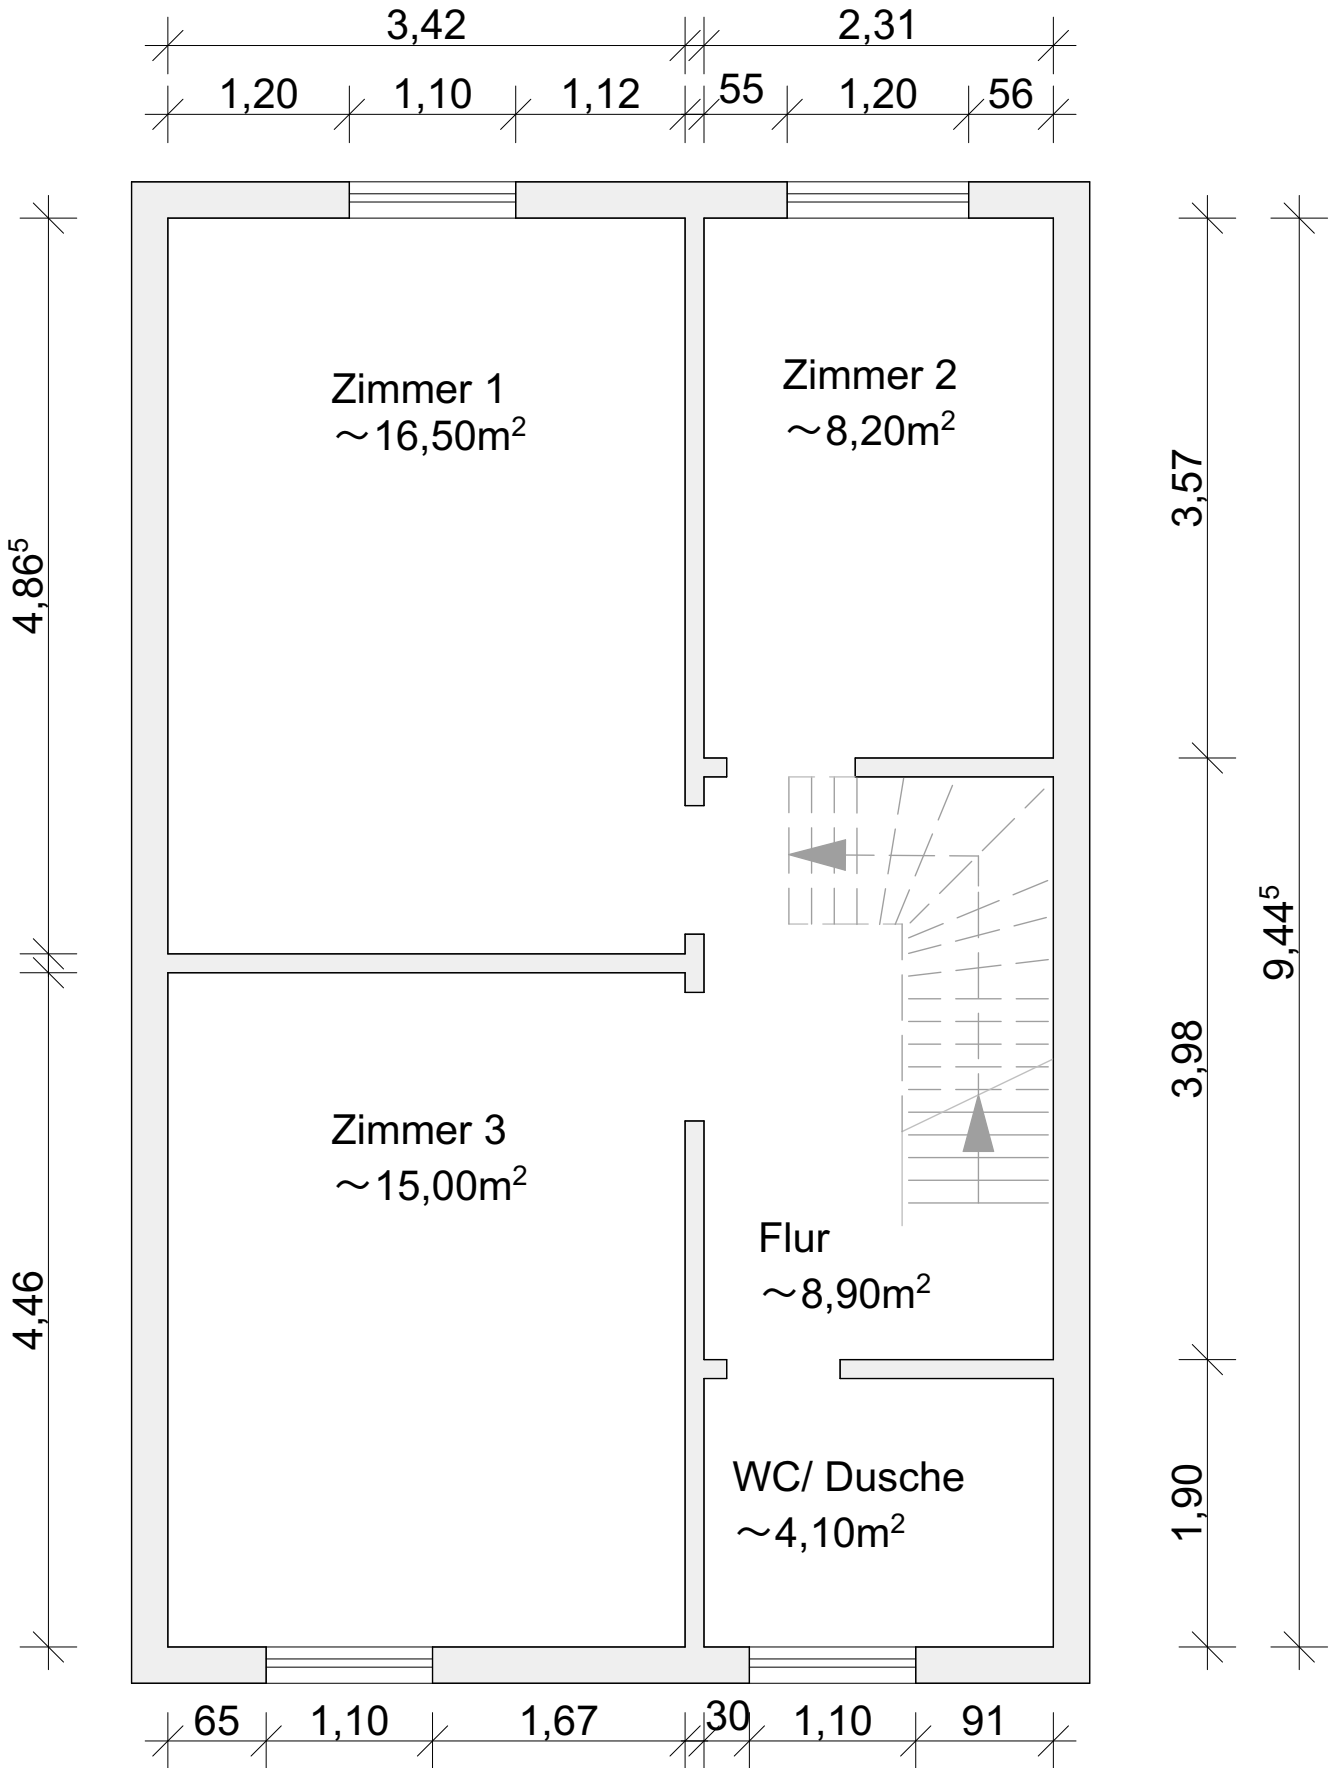 3,42
2,31
1,20
1,10
1,12
55
1,20
56
Zimmer 1
~16,50m²
Zimmer 2
~8,20m²
4,86⁵
3,57
9,44⁵
3,98
Zimmer 3
~15,00m²
Flur
~8,90m²
4,46
WC/ Dusche
~4,10m²
1,90
65
1,10
1,67
30
1,10
91